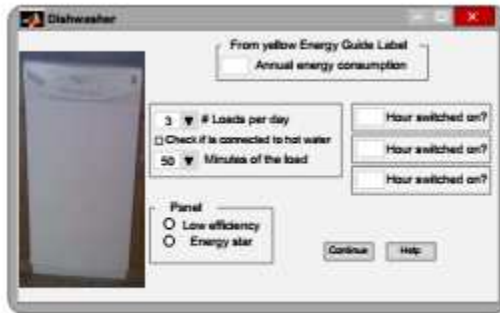 Dishwasher
From yellow Energy Guide Label
Annual energy consumption
3 # Loads per day
Check if is connected to hot water
50 Minutes of the load
Hour switched on?
Hour switched on?
Hour switched on?
Panel
Low efficiency
Energy star
Continue Help